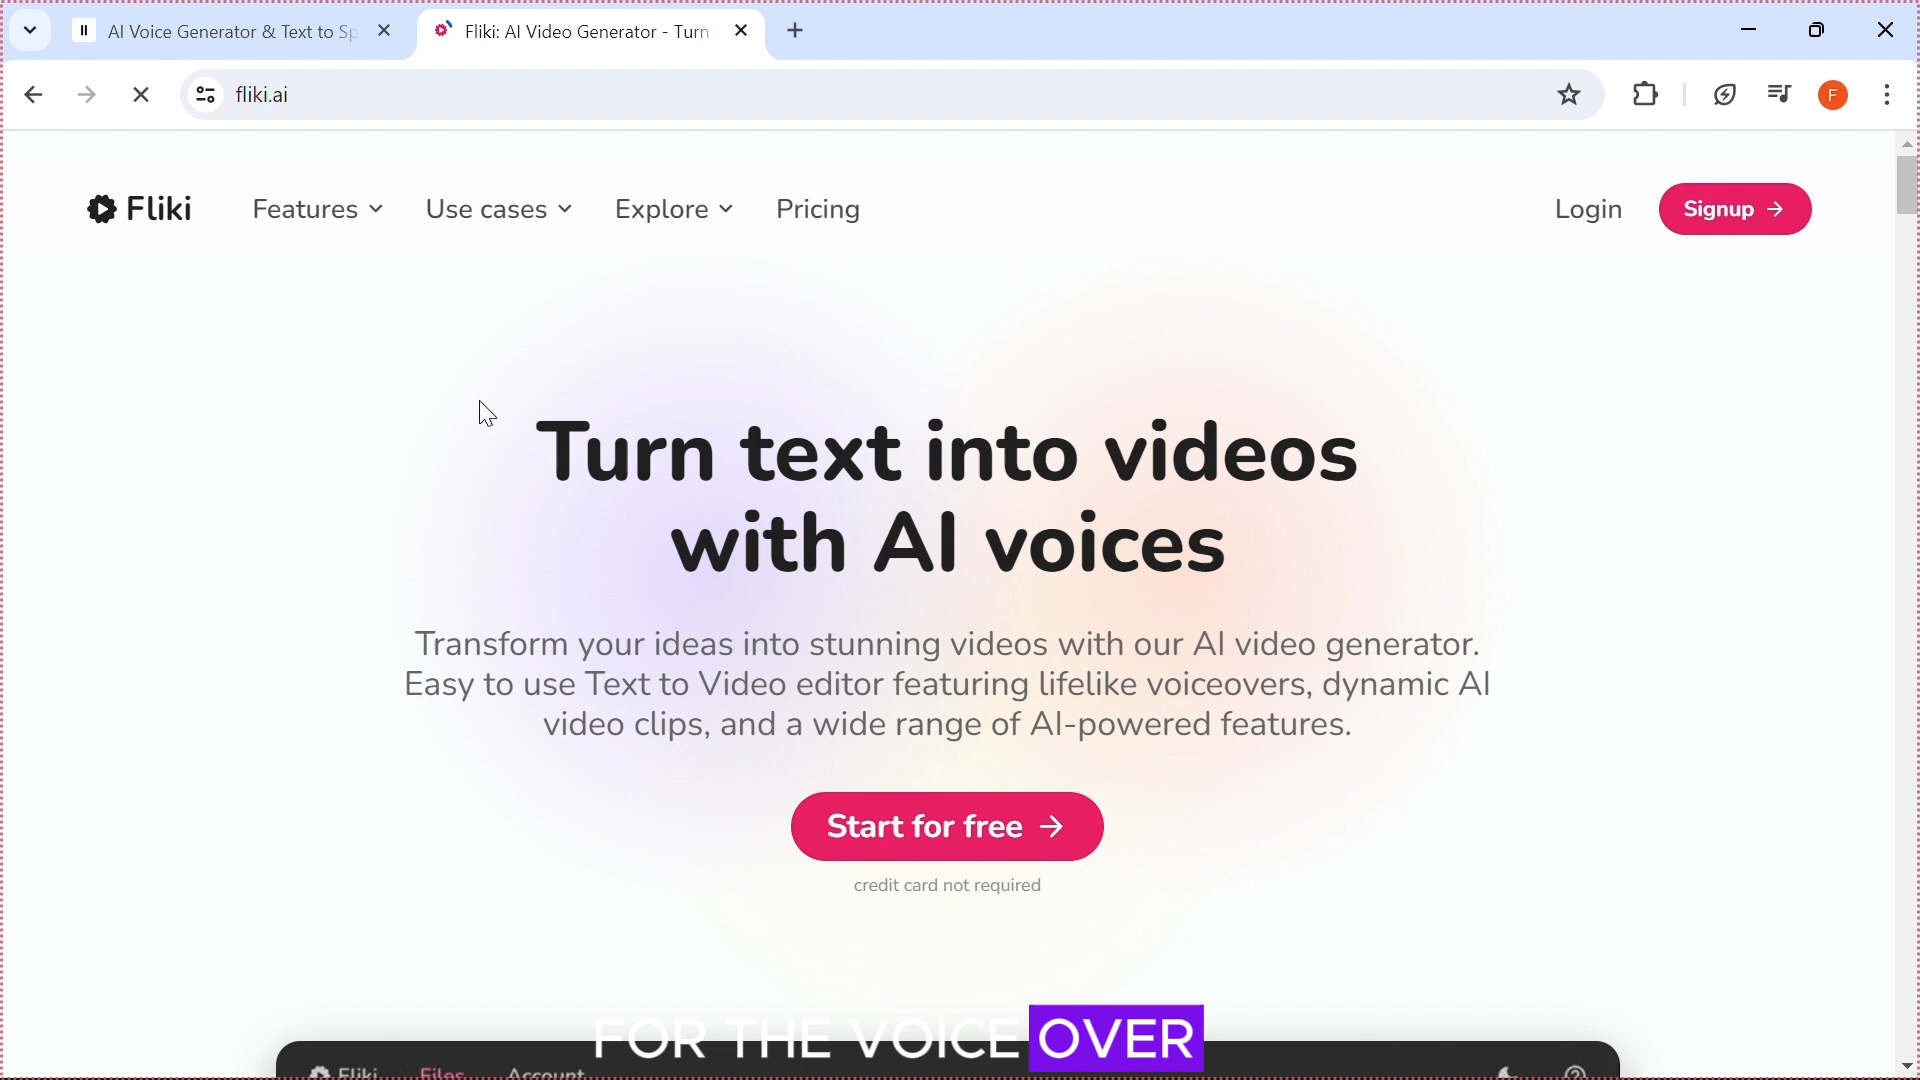 AI Voice Generator & Text to Sp
Fliki: AI Video Generator - Turn
fliki.ai
F
Fliki
Features
Use cases
Explore
Pricing
Login
Signup
Turn text into videos
with AI voices
Transform your ideas into stunning videos with our AI video generator.
Easy to use Text to Video editor featuring lifelike voiceovers, dynamic AI
video clips, and a wide range of AI-powered features.
Start for free
credit card not required
FOR THE VOICE OVER
Fliki Files Account